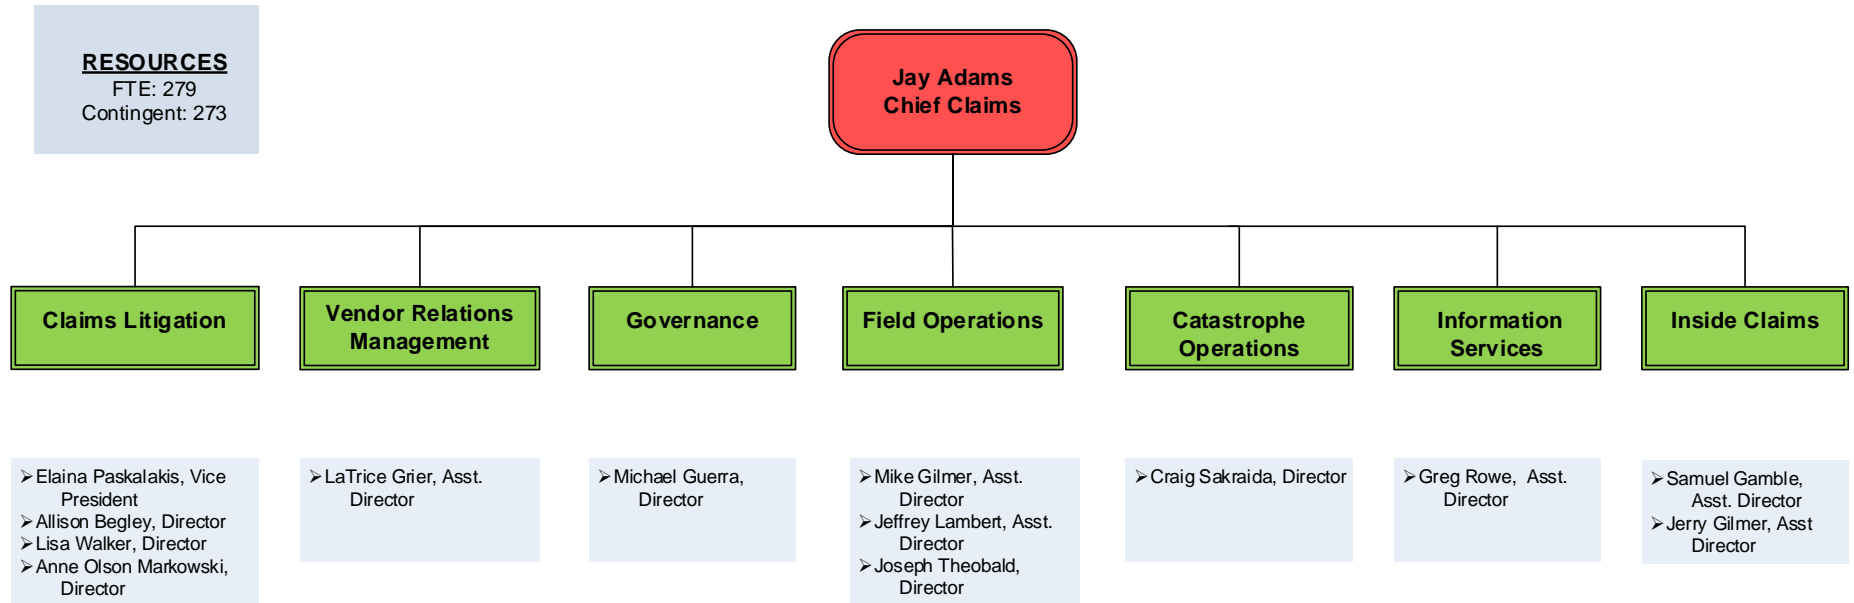 RESOURCES
FTE: 279
Contingent: 273
Jay Adams
Chief Claims
Claims Litigation
Vendor Relations
Management
Governance
Field Operations
Catastrophe
Operations
Information
Services
Inside Claims
➢Elaina Paskalakis, Vice
President
➢Allison Begley, Director
➢Lisa Walker, Director
➢Anne Olson Markowski,
Director
➢LaTrice Grier, Asst.
Director
➢Michael Guerra,
Director
➢Mike Gilmer, Asst.
Director
➢Jeffrey Lambert, Asst.
Director
➢Joseph Theobald,
Director
➢Craig Sakraida, Director
➢Greg Rowe, Asst.
Director
➢Samuel Gamble,
Asst. Director
➢Jerry Gilmer, Asst
Director